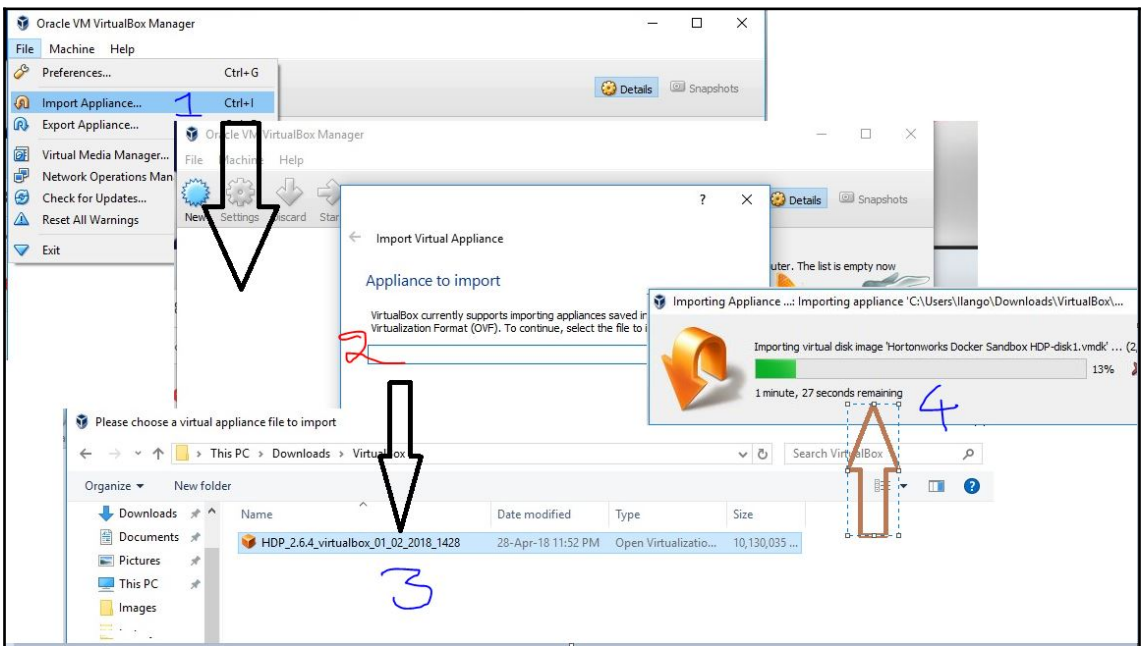 Oracle VM VirtualBox Manager
File Machine Help
Preferences... Ctrl+G
Import Appliance... Ctrl+I
Export Appliance...
Virtual Media Manager...
Network Operations Man
Check for Updates...
Reset All Warnings
Exit
Details Snapshots
1
Oracle VM VirtualBox Manager
File Machine Help
New Settings Discard Star
Details Snapshots
uter. The list is empty now
? ×
Import Virtual Appliance
Appliance to import
VirtualBox currently supports importing appliances saved in
Virtualization Format (OVF). To continue, select the file to i
2
Please choose a virtual appliance file to import
This PC > Downloads > Virtualbox
Search VirtualBox
Organize New folder
Downloads
Documents
Pictures
This PC
Images
Name Date modified Type Size
HDP_2.6.4_virtualbox_01_02_2018_1428 28-Apr-18 11:52 PM Open Virtualizatio... 10,130,035 ...
3
Importing Appliance ...: Importing appliance 'C:\Users\Ilango\Downloads\VirtualBox\...
Importing virtual disk image 'Hortonworks Docker Sandbox HDP-disk1.vmdk' ... (2,
13%
1 minute, 27 seconds remaining
4